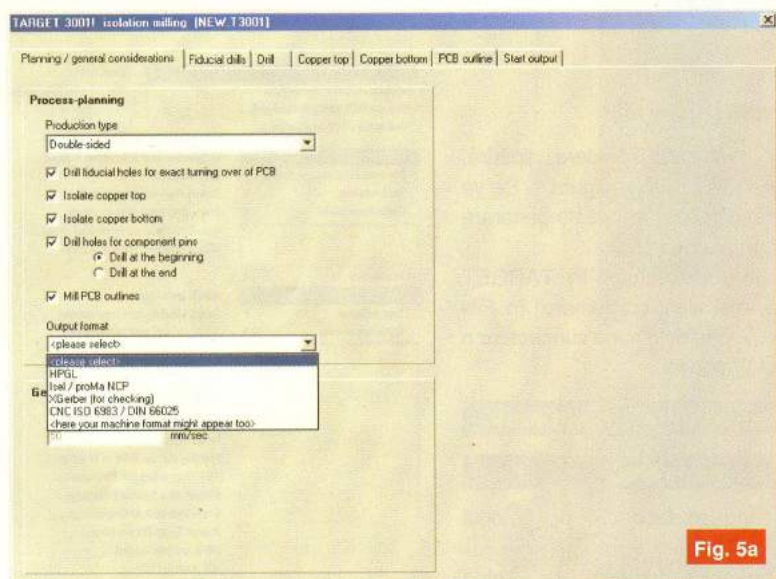 TARGET 3001! isolation milling [NEW.T3001]
Planning / general considerations Fiducial drills Drill Copper top Copper bottom PCB outline Start output
Process-planning
Production type
Double-sided
Drill fiducial holes for exact turning over of PCB
Isolate copper top
Isolate copper bottom
Drill holes for component pins
Drill at the beginning
Drill at the end
Mill PCB outlines
Output format
<please select>
<please select>
HPGL
Isel / proMa NCP
XGerber (for checking)
CNC ISO 6983 / DIN 66025
<here your machine format might appear too>
Ge
50 mm/sec
Fig. 5a